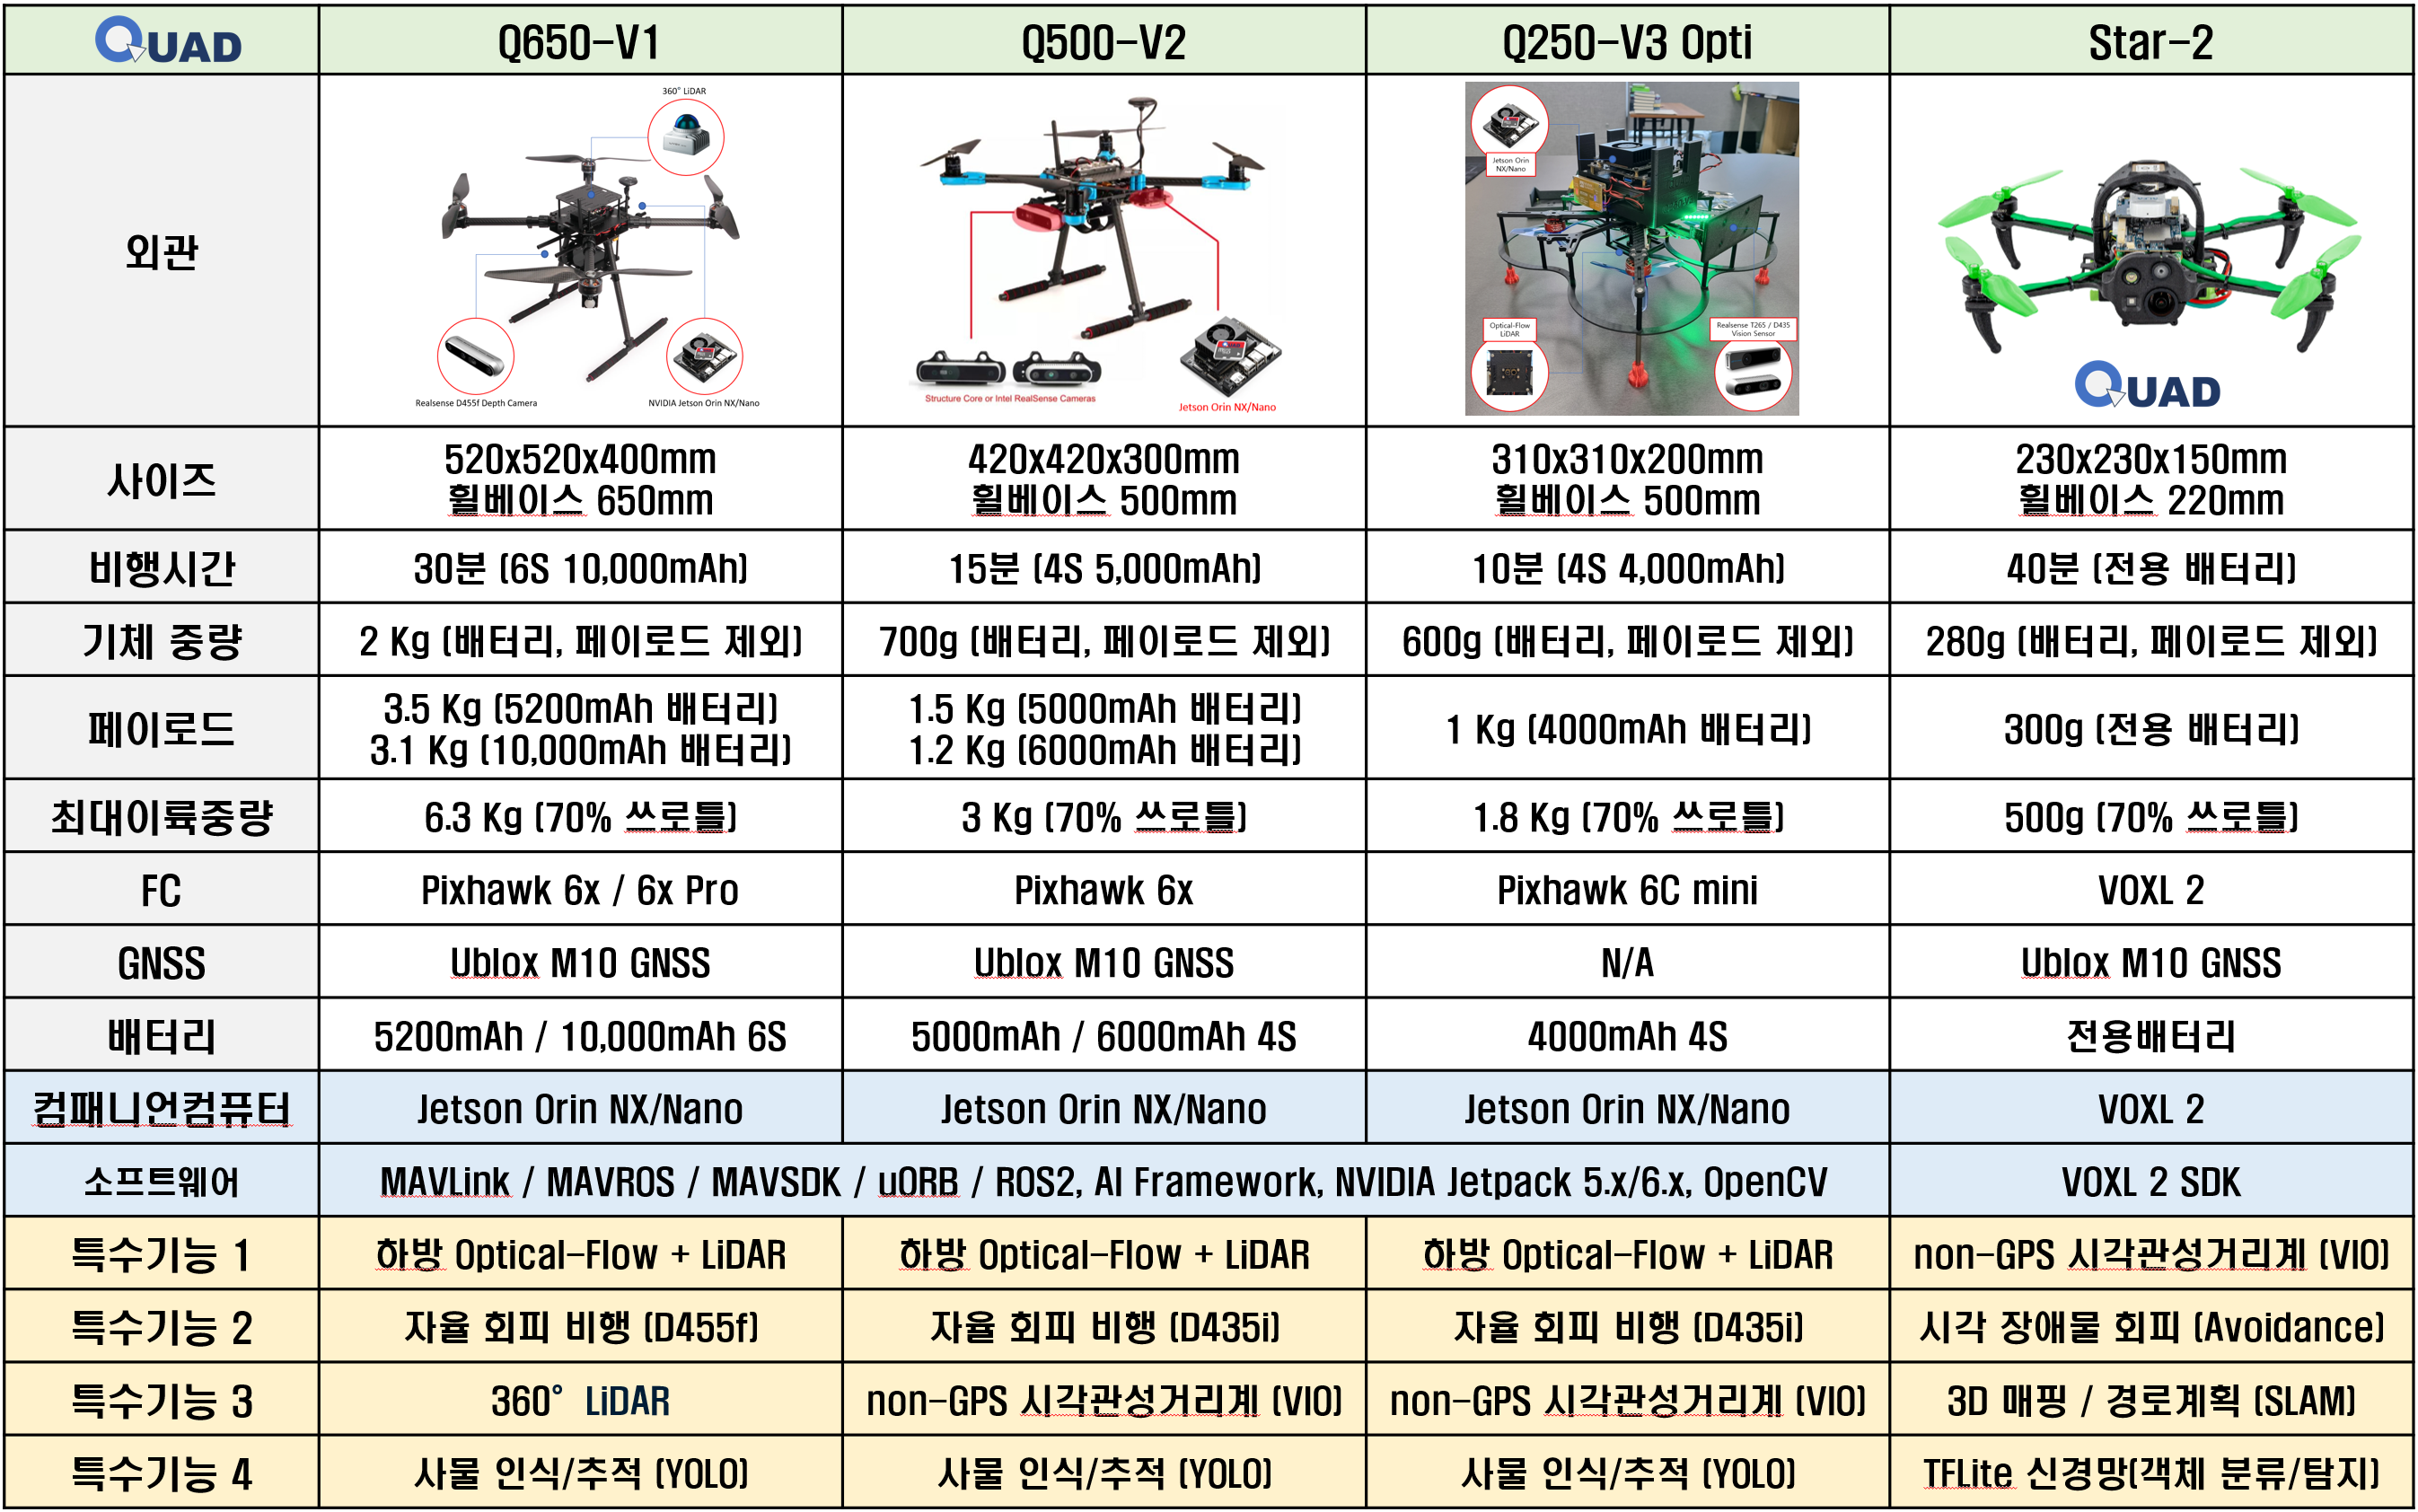 QUAD
Q650-V1
Q500-V2
Q250-V3 Opti
Star-2
외관
360° LiDAR
Realsense D455f Depth Camera
NVIDIA Jetson Orin NX/Nano
Structure Core or Intel RealSense Cameras
Jetson Orin NX/Nano
Jetson Orin
NX/Nano
Optical-Flow
LiDAR
Realsense T265 / D435
Vision Sensor
QUAD
사이즈
520x520x400mm
휠베이스 650mm
420x420x300mm
휠베이스 500mm
310x310x200mm
휠베이스 500mm
230x230x150mm
휠베이스 220mm
비행시간
30분 (6S 10,000mAh)
15분 (4S 5,000mAh)
10분 (4S 4,000mAh)
40분 (전용 배터리)
기체 중량
2 Kg (배터리, 페이로드 제외)
700g (배터리, 페이로드 제외)
600g (배터리, 페이로드 제외)
280g (배터리, 페이로드 제외)
페이로드
3.5 Kg (5200mAh 배터리)
3.1 Kg (10,000mAh 배터리)
1.5 Kg (5000mAh 배터리)
1.2 Kg (6000mAh 배터리)
1 Kg (4000mAh 배터리)
300g (전용 배터리)
최대이륙중량
6.3 Kg (70% 쓰로틀)
3 Kg (70% 쓰로틀)
1.8 Kg (70% 쓰로틀)
500g (70% 쓰로틀)
FC
Pixhawk 6x / 6x Pro
Pixhawk 6x
Pixhawk 6C mini
VOXL 2
GNSS
Ublox M10 GNSS
Ublox M10 GNSS
N/A
Ublox M10 GNSS
배터리
5200mAh / 10,000mAh 6S
5000mAh / 6000mAh 4S
4000mAh 4S
전용배터리
컴패니언컴퓨터
Jetson Orin NX/Nano
Jetson Orin NX/Nano
Jetson Orin NX/Nano
VOXL 2
소프트웨어
MAVLink / MAVROS / MAVSDK / uORB / ROS2, AI Framework, NVIDIA Jetpack 5.x/6.x, OpenCV
VOXL 2 SDK
특수기능 1
하방 Optical-Flow + LiDAR
하방 Optical-Flow + LiDAR
하방 Optical-Flow + LiDAR
non-GPS 시각관성거리계 (VIO)
특수기능 2
자율 회피 비행 (D455f)
자율 회피 비행 (D435i)
자율 회피 비행 (D435i)
시각 장애물 회피 (Avoidance)
특수기능 3
360° LiDAR
non-GPS 시각관성거리계 (VIO)
non-GPS 시각관성거리계 (VIO)
3D 매핑 / 경로계획 (SLAM)
특수기능 4
사물 인식/추적 (YOLO)
사물 인식/추적 (YOLO)
사물 인식/추적 (YOLO)
TFLite 신경망(객체 분류/탐지)